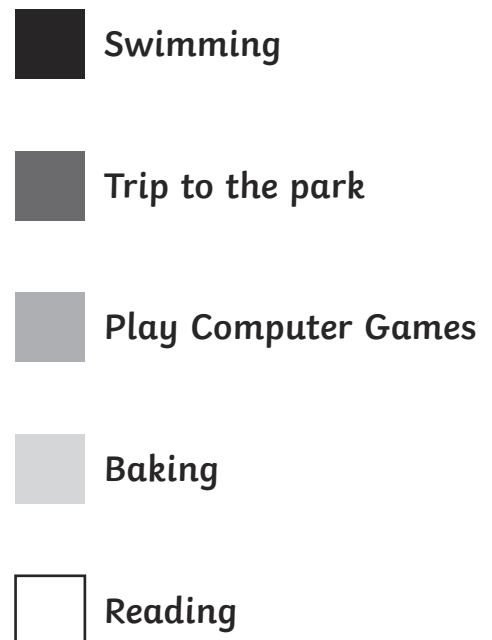 Swimming
Trip to the park
Play Computer Games
Baking
Reading